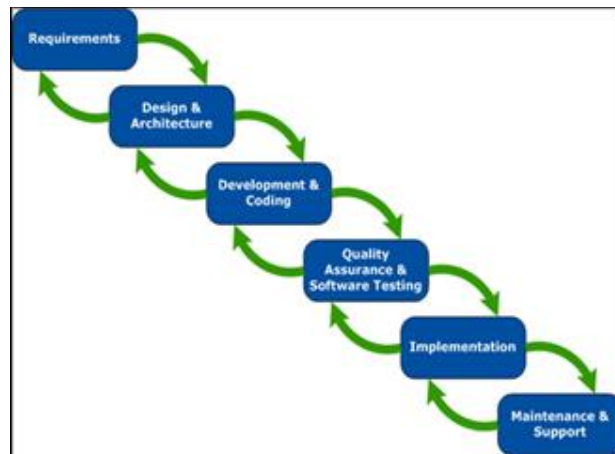 Requirements
Design &
Architecture
Development &
Coding
Quality
Assurance &
Software Testing
Implementation
Maintenance &
Support